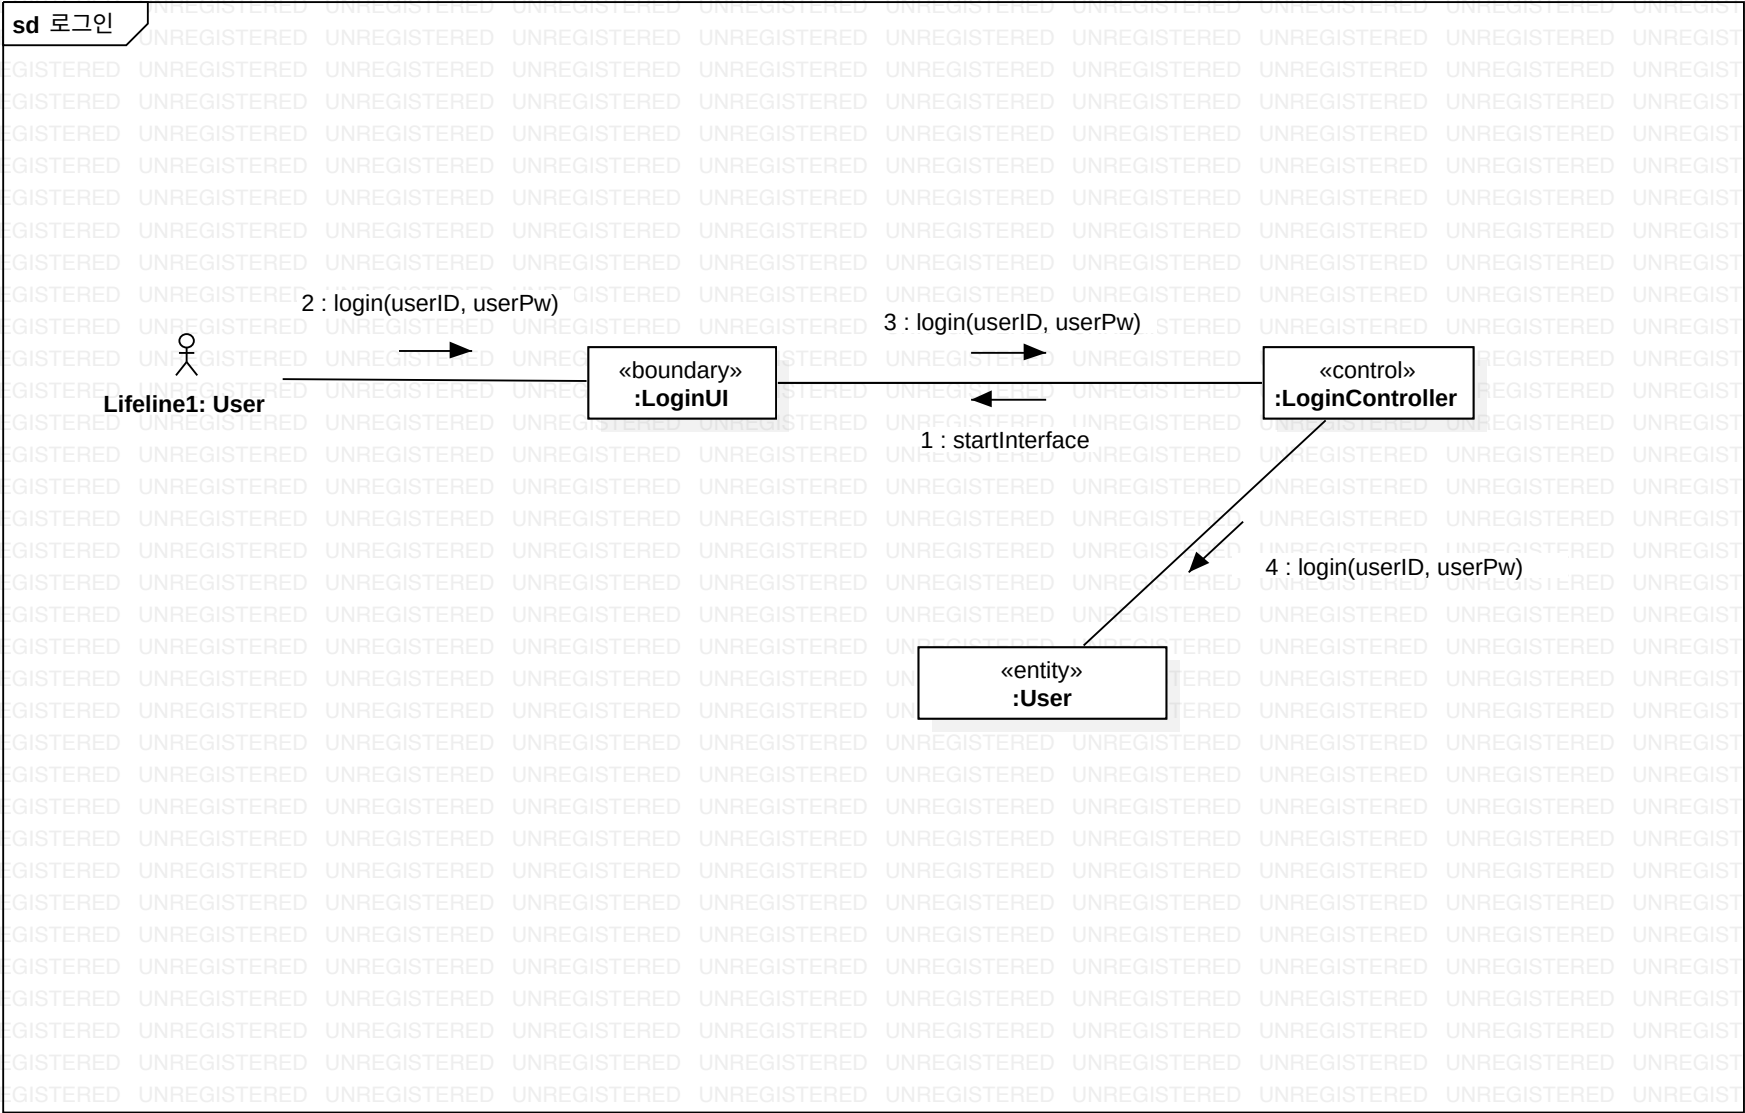 sd 로그인
2 : login(userID, userPw)
3 : login(userID, userPw)
Lifeline1: User
«boundary»
:LoginUI
«control»
:LoginController
1 : startInterface
4 : login(userID, userPw)
«entity»
:User
UNREGISTERED